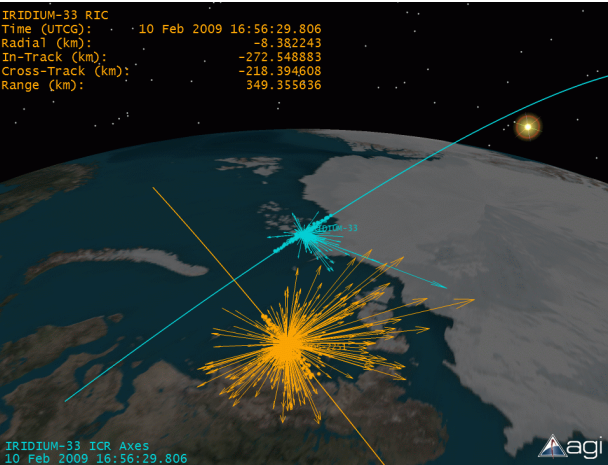 IRIDIUM-33 RIC
Time (UTCG): 10 Feb 2009 16:56:29.806
Radial (km): -8.382243
In-Track (km): -272.548883
Cross-Track (km): -218.394608
Range (km): 349.355636
IRIDIUM-33
IRIDIUM-33 ICR Axes
10 Feb 2009 16:56:29.806
agi